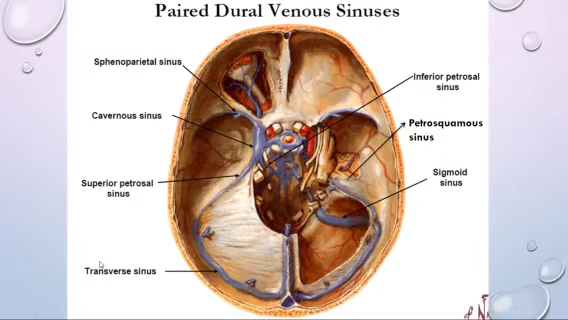 Paired Dural Venous Sinuses
Sphenoparietal sinus
Inferior petrosal
sinus
Cavernous sinus
Petrosquamous
sinus
Superior petrosal
sinus
Sigmoid
sinus
Transverse sinus